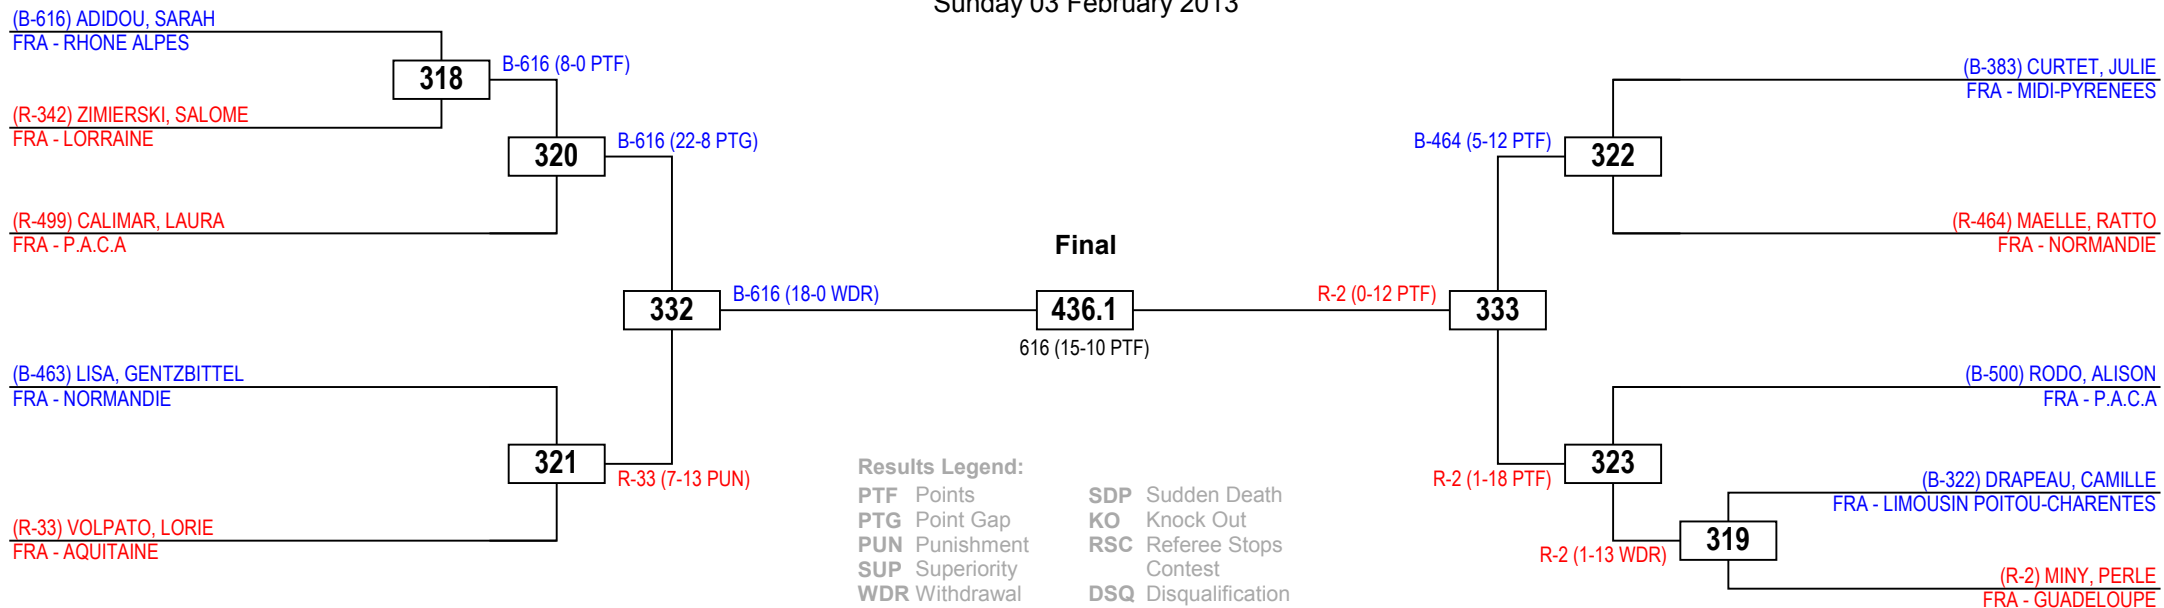 Sunday 03 February 2013
(B-616) ADIDOU, SARAH
FRA - RHONE ALPES
318
B-616 (8-0 PTF)
(R-342) ZIMIERSKI, SALOME
FRA - LORRAINE
320
B-616 (22-8 PTG)
(R-499) CALIMAR, LAURA
FRA - P.A.C.A
332
B-616 (18-0 WDR)
(B-463) LISA, GENTZBITTEL
FRA - NORMANDIE
321
R-33 (7-13 PUN)
(R-33) VOLPATO, LORIE
FRA - AQUITAINE
Final
436.1
616 (15-10 PTF)
(B-383) CURTET, JULIE
FRA - MIDI-PYRENEES
B-464 (5-12 PTF)
322
(R-464) MAELLE, RATTO
FRA - NORMANDIE
R-2 (0-12 PTF)
333
(B-500) RODO, ALISON
FRA - P.A.C.A
R-2 (1-18 PTF)
323
(B-322) DRAPEAU, CAMILLE
FRA - LIMOUSIN POITOU-CHARENTES
R-2 (1-13 WDR)
319
(R-2) MINY, PERLE
FRA - GUADELOUPE
Results Legend:
PTF Points
PTG Point Gap
PUN Punishment
SUP Superiority
WDR Withdrawal
SDP Sudden Death
KO Knock Out
RSC Referee Stops
Contest
DSQ Disqualification